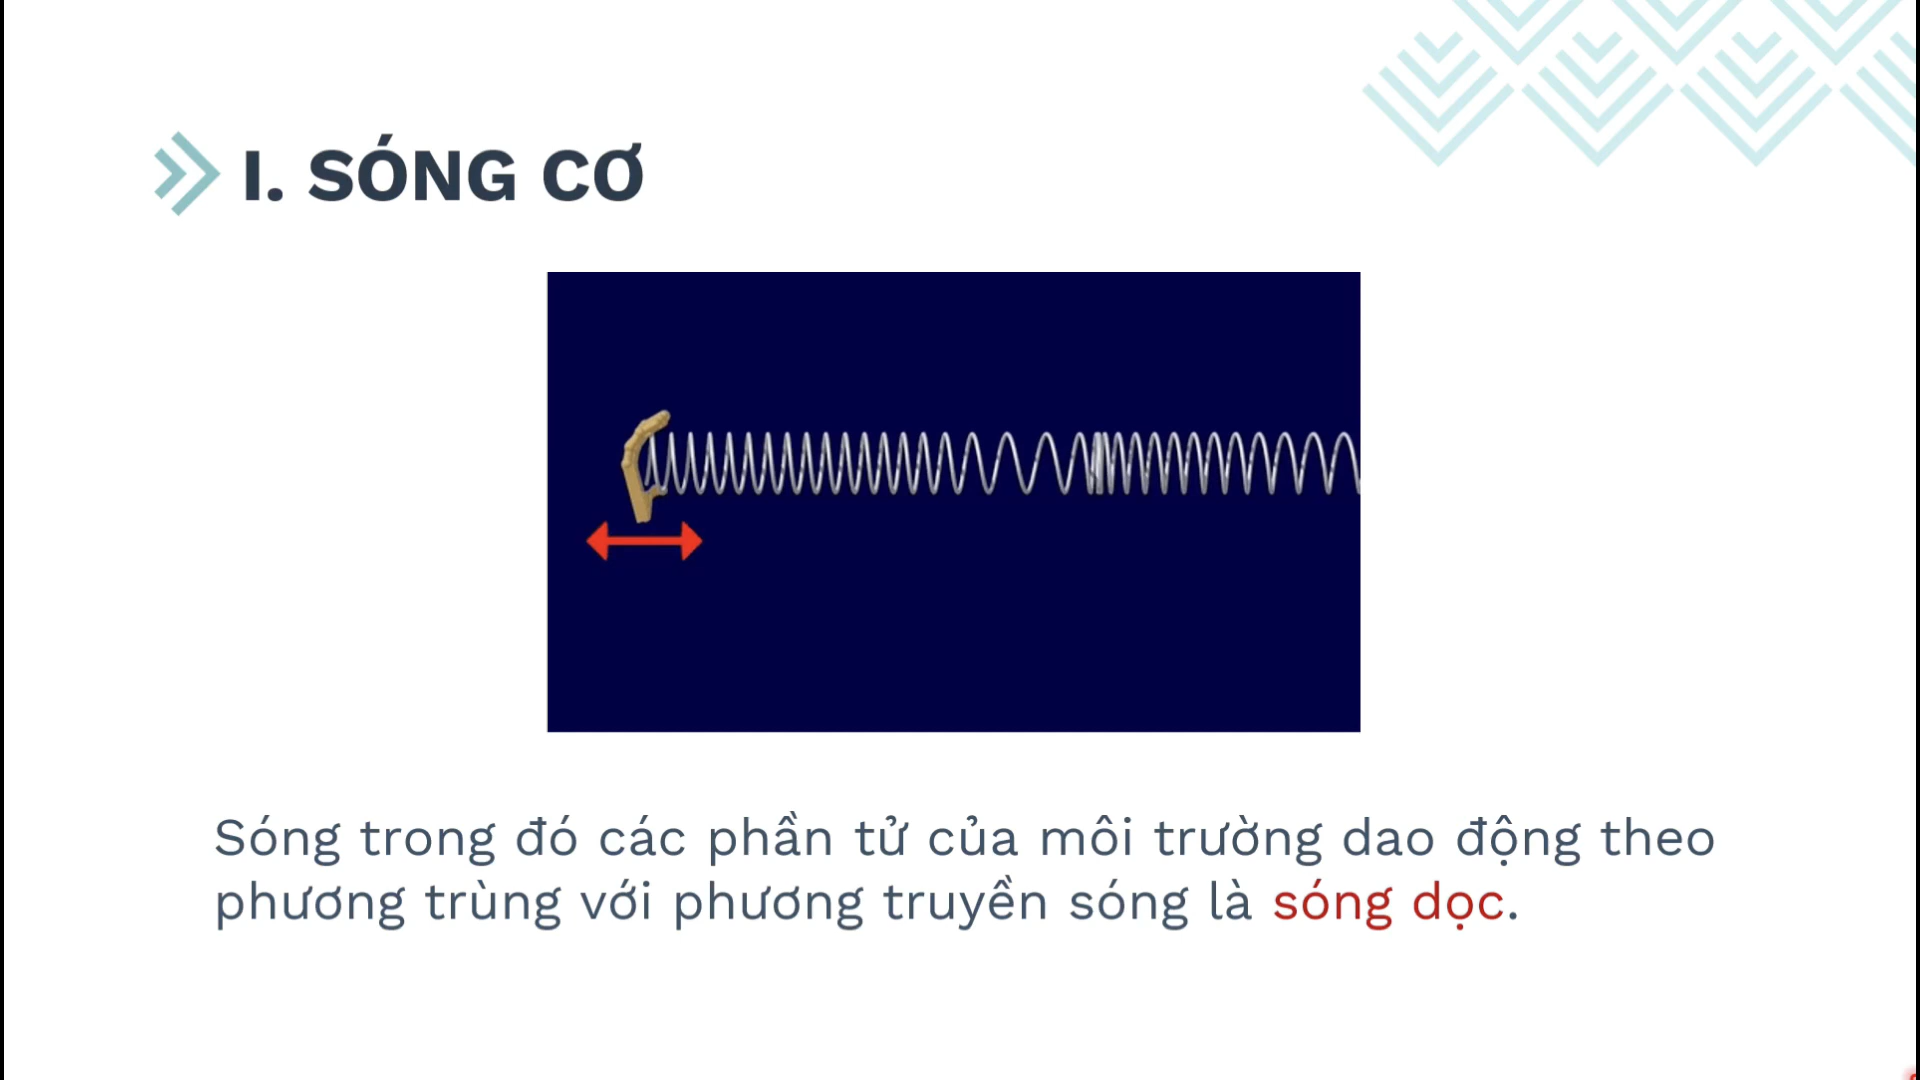 I. SÓNG CƠ
Sóng trong đó các phần tử của môi trường dao động theo
phương trùng với phương truyền sóng là sóng dọc.